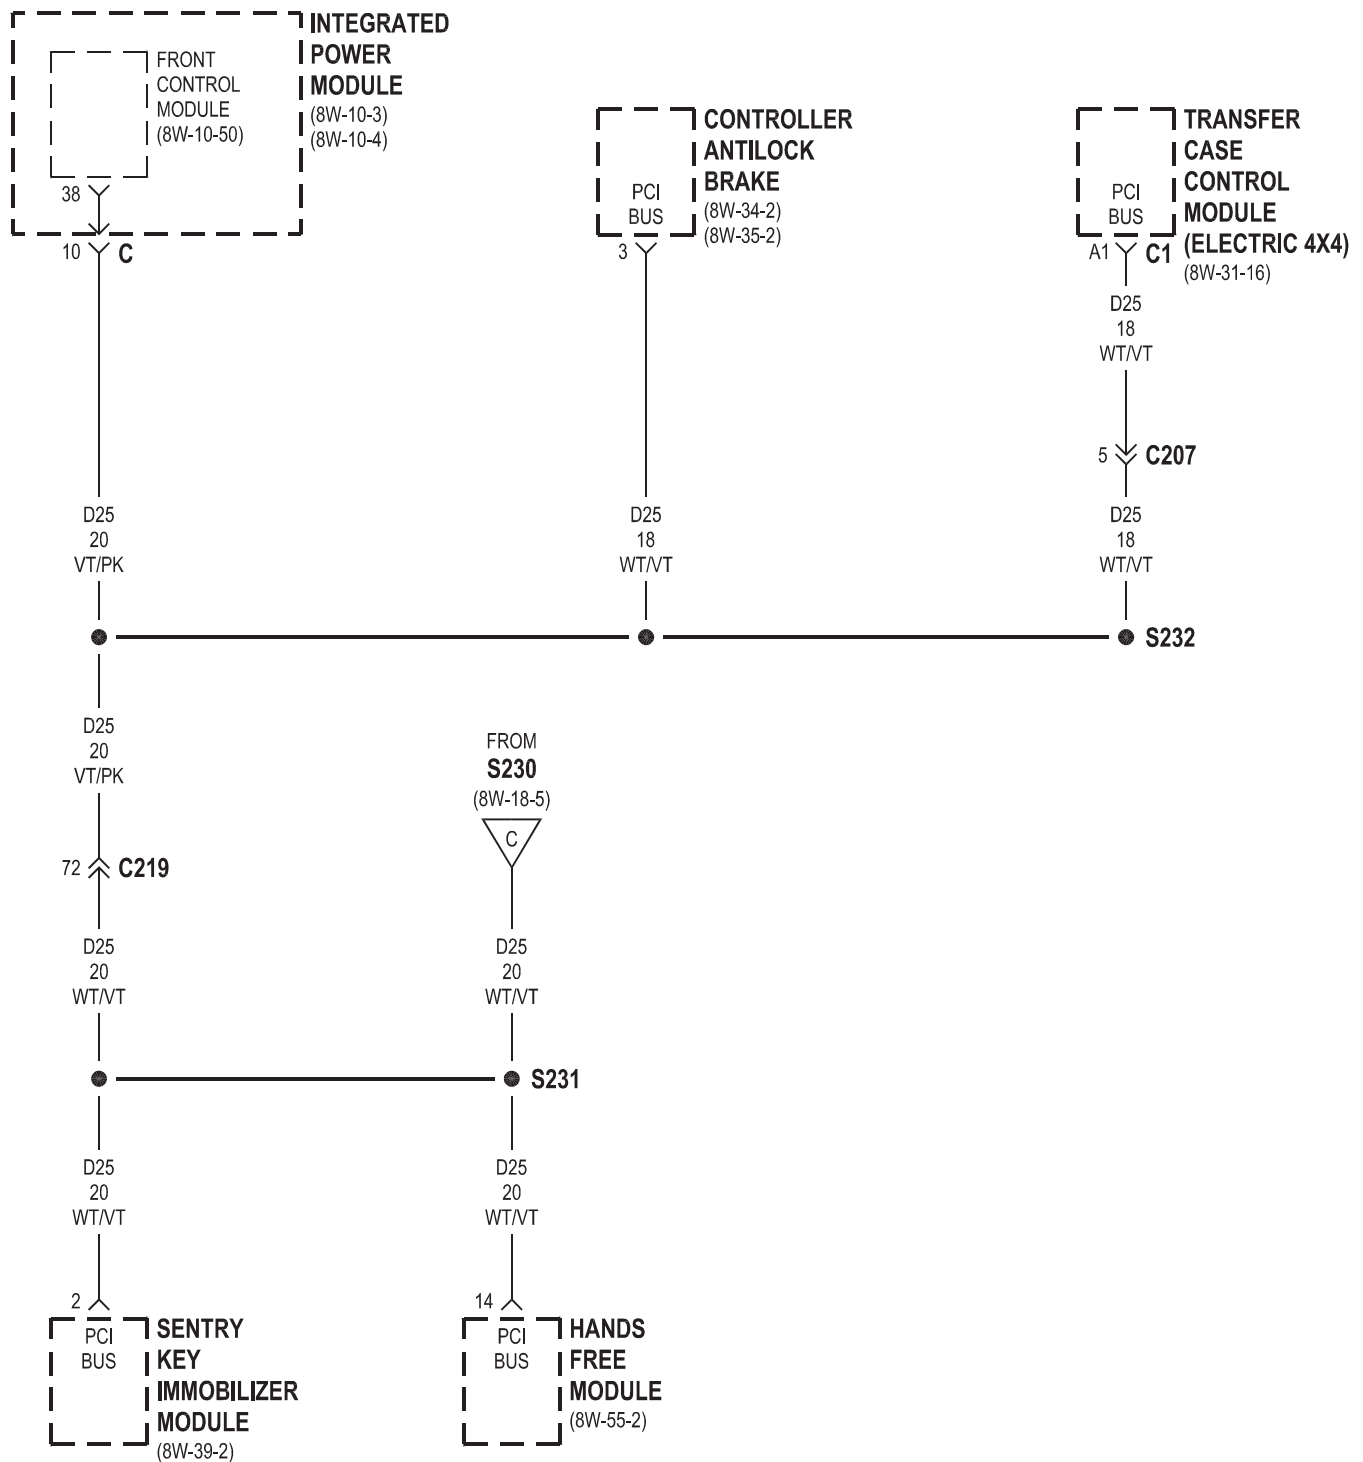 INTEGRATED
POWER
MODULE
(8W-10-3)
(8W-10-4)
FRONT
CONTROL
MODULE
(8W-10-50)
38
10
C
CONTROLLER
ANTILOCK
BRAKE
(8W-34-2)
(8W-35-2)
PCI
BUS
3
TRANSFER
CASE
CONTROL
MODULE
(ELECTRIC 4X4)
(8W-31-16)
PCI
BUS
A1
C1
D25
18
WT/VT
5
C207
D25
20
VT/PK
D25
18
WT/VT
D25
18
WT/VT
S232
D25
20
VT/PK
FROM
S230
(8W-18-5)
C
72
C219
D25
20
WT/VT
D25
20
WT/VT
S231
D25
20
WT/VT
D25
20
WT/VT
2
PCI
BUS
SENTRY
KEY
IMMOBILIZER
MODULE
(8W-39-2)
14
PCI
BUS
HANDS
FREE
MODULE
(8W-55-2)